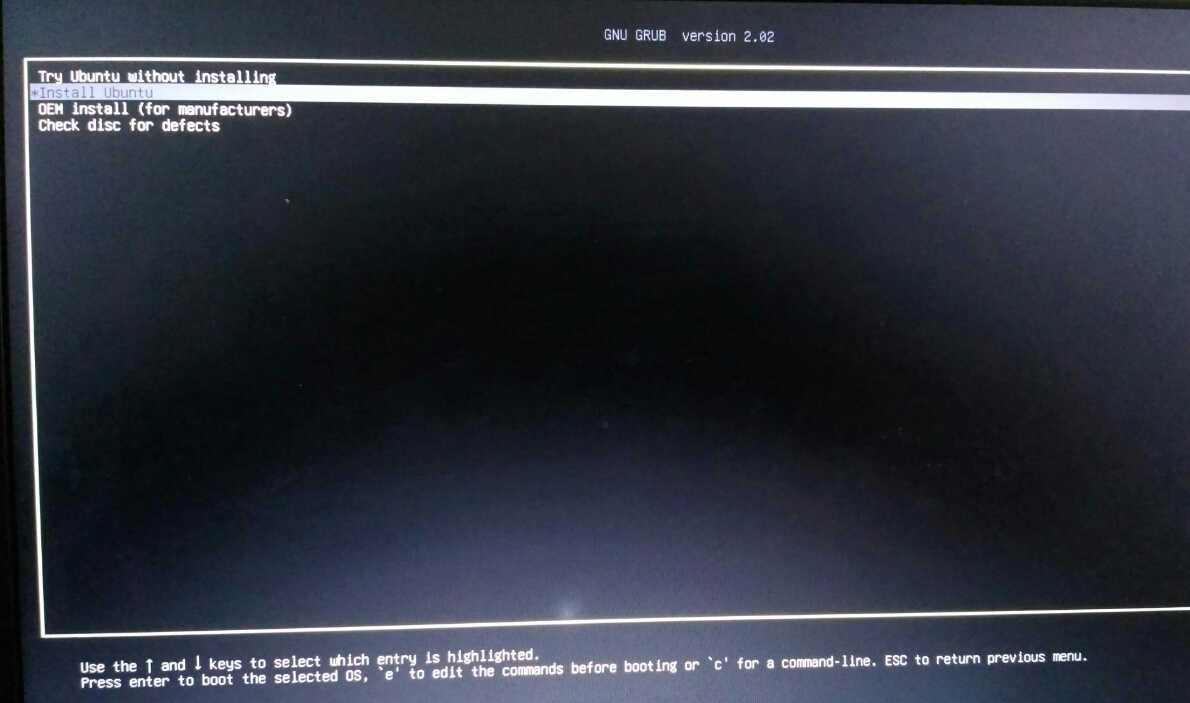 GNU GRUB version 2.02
Try Ubuntu without installing
*Install Ubuntu
OEM install (for manufacturers)
Check disc for defects
Use the ↑ and ↓ keys to select which entry is highlighted.
Press enter to boot the selected OS, `e' to edit the commands before booting or `c' for a command-line. ESC to return previous menu.